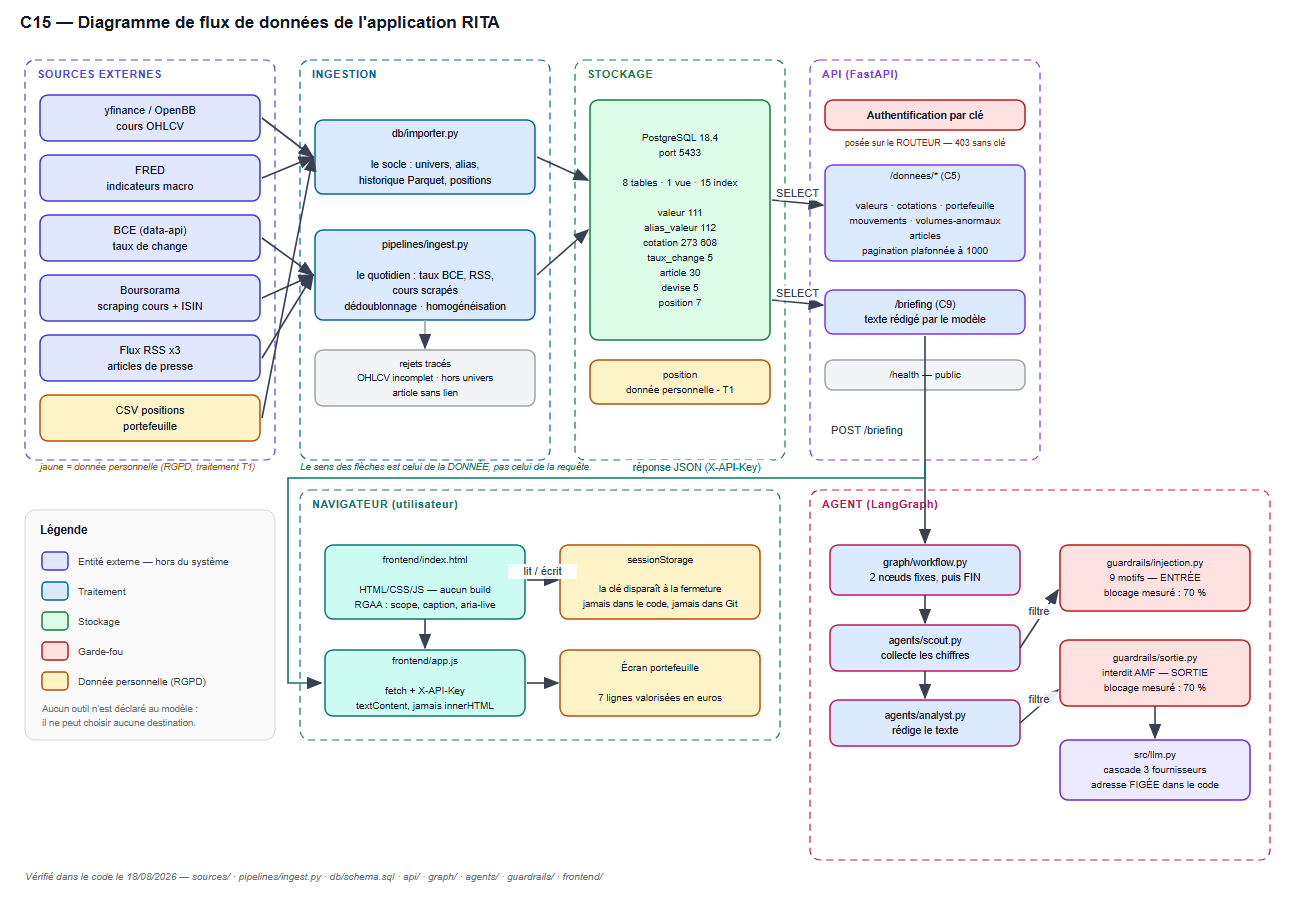 C15 — Diagramme de flux de données de l'application RITA
SOURCES EXTERNES
yfinance / OpenBB
cours OHLCV
FRED
indicateurs macro
BCE (data-api)
taux de change
Boursorama
scraping cours + ISIN
Flux RSS x3
articles de presse
CSV positions
portefeuille
jaune = donnée personnelle (RGPD, traitement T1)
INGESTION
db/importer.py
le socle : univers, alias,
historique Parquet, positions
pipelines/ingest.py
le quotidien : taux BCE, RSS,
cours scrapés
dédoublonnage · homogénéisation
rejets tracés
OHLCV incomplet · hors univers
article sans lien
Le sens des flèches est celui de la DONNÉE, pas celui de la requête.
STOCKAGE
PostgreSQL 18.4
port 5433
8 tables · 1 vue · 15 index
valeur 111
alias_valeur 112
cotation 273 608
taux_change 5
article 30
devise 5
position 7
position
donnée personnelle - T1
réponse JSON (X-API-Key)
SELECT
SELECT
API (FastAPI)
Authentification par clé
posée sur le ROUTEUR — 403 sans clé
/donnees/* (C5)
valeurs · cotations · portefeuille
mouvements · volumes-anormaux
articles
pagination plafonnée à 1000
/briefing (C9)
texte rédigé par le modèle
/health — public
POST /briefing
Légende
Entité externe — hors du système
Traitement
Stockage
Garde-fou
Donnée personnelle (RGPD)
Aucun outil n'est déclaré au modèle :
il ne peut choisir aucune destination.
NAVIGATEUR (utilisateur)
frontend/index.html
HTML/CSS/JS — aucun build
RGAA : scope, caption, aria-live
lit / écrit
sessionStorage
la clé disparaît à la fermeture
jamais dans le code, jamais dans Git
frontend/app.js
fetch + X-API-Key
textContent, jamais innerHTML
Écran portefeuille
7 lignes valorisées en euros
AGENT (LangGraph)
graph/workflow.py
2 nœuds fixes, puis FIN
agents/scout.py
collecte les chiffres
agents/analyst.py
rédige le texte
filtre
filtre
guardrails/injection.py
9 motifs — ENTRÉE
blocage mesuré : 70 %
guardrails/sortie.py
interdit AMF — SORTIE
blocage mesuré : 70 %
src/llm.py
cascade 3 fournisseurs
adresse FIGÉE dans le code
Vérifié dans le code le 18/08/2026 — sources/ · pipelines/ingest.py · db/schema.sql · api/ · graph/ · agents/ · guardrails/ · frontend/